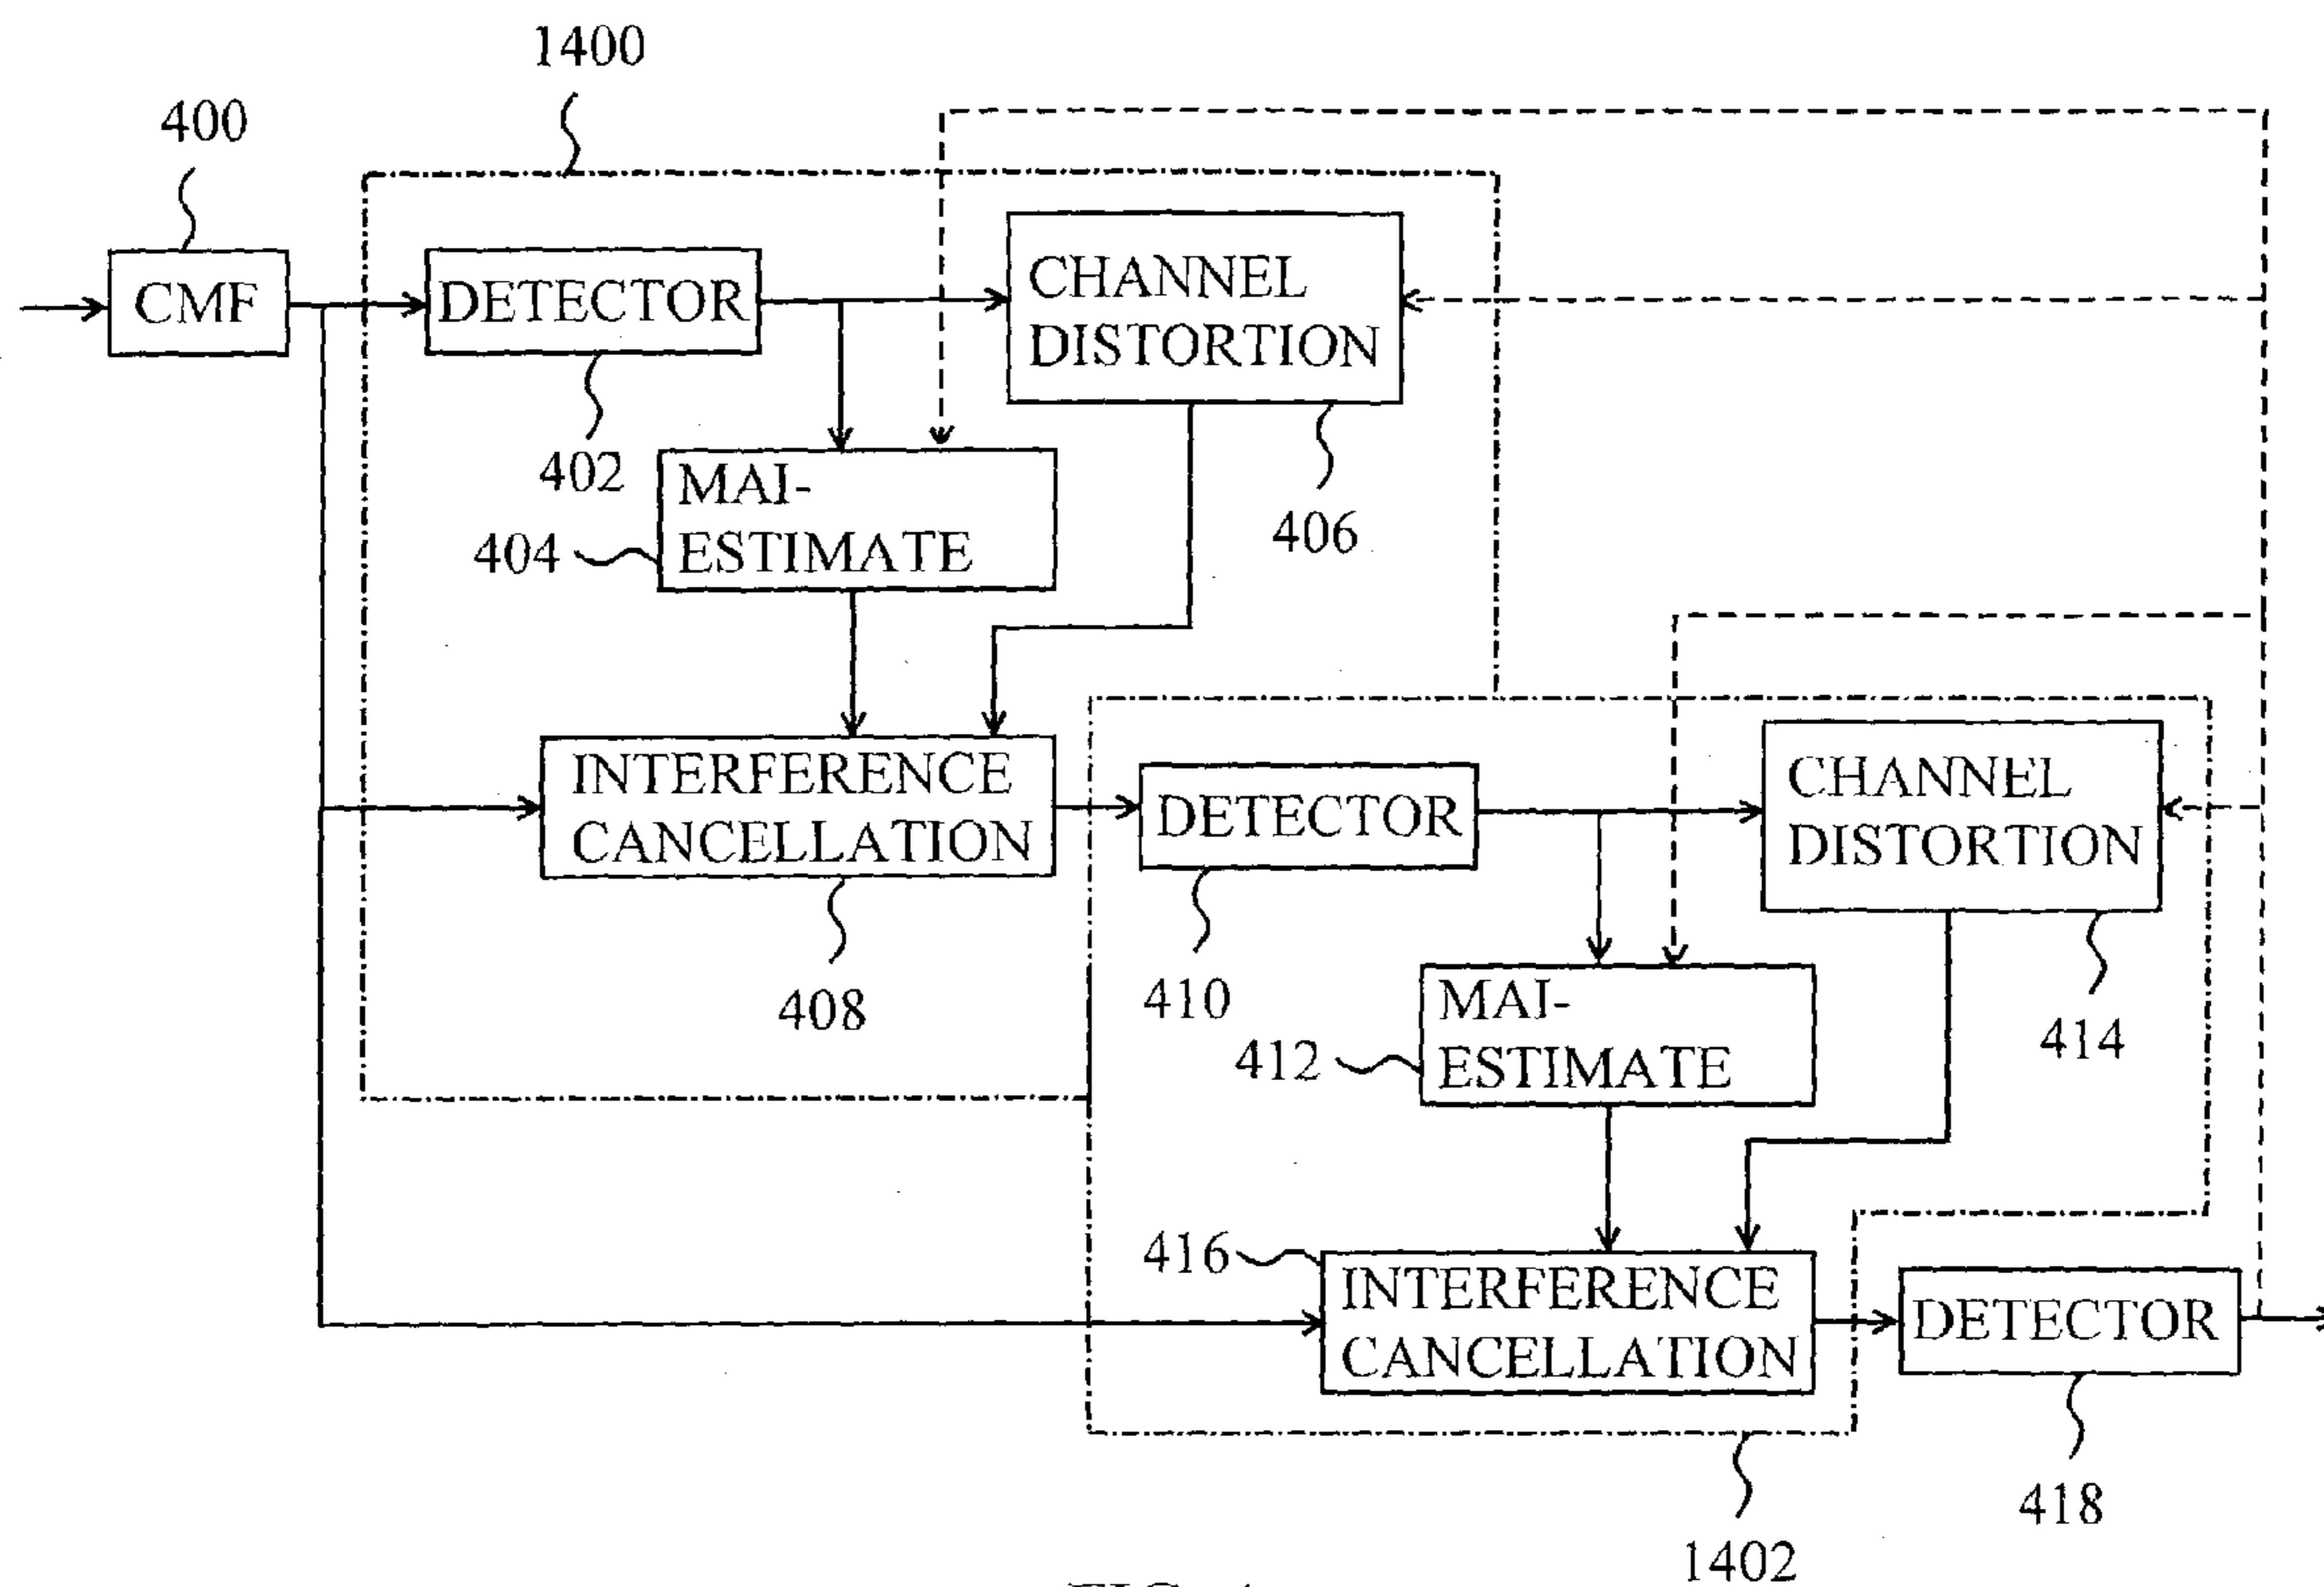 1400
400
CMF
DETECTOR
CHANNEL
DISTORTION
402
MAI-
ESTIMATE
404
406
INTERFERENCE
CANCELLATION
408
DETECTOR
CHANNEL
DISTORTION
410
MAI-
ESTIMATE
412
414
416
INTERFERENCE
CANCELLATION
DETECTOR
418
1402